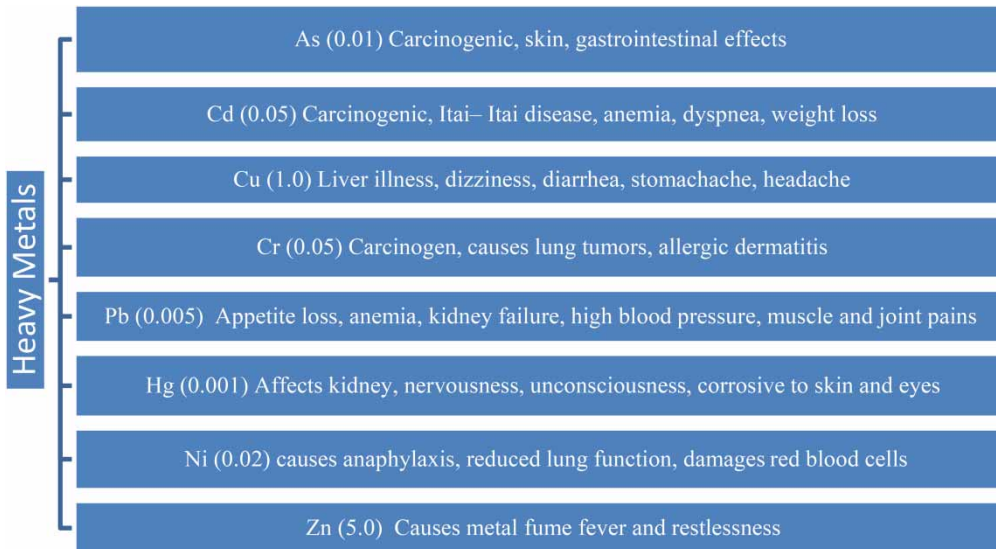 Heavy Metals
As (0.01) Carcinogenic, skin, gastrointestinal effects
Cd (0.05) Carcinogenic, Itai– Itai disease, anemia, dyspnea, weight loss
Cu (1.0) Liver illness, dizziness, diarrhea, stomachache, headache
Cr (0.05) Carcinogen, causes lung tumors, allergic dermatitis
Pb (0.005) Appetite loss, anemia, kidney failure, high blood pressure, muscle and joint pains
Hg (0.001) Affects kidney, nervousness, unconsciousness, corrosive to skin and eyes
Ni (0.02) causes anaphylaxis, reduced lung function, damages red blood cells
Zn (5.0) Causes metal fume fever and restlessness